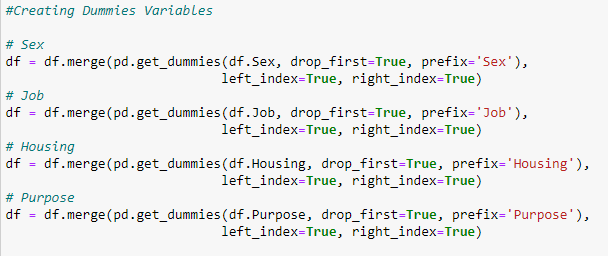 #Creating Dummies Variables
# Sex
df = df.merge(pd.get_dummies(df.Sex, drop_first=True, prefix='Sex'),
left_index=True, right_index=True)
# Job
df = df.merge(pd.get_dummies(df.Job, drop_first=True, prefix='Job'),
left_index=True, right_index=True)
# Housing
df = df.merge(pd.get_dummies(df.Housing, drop_first=True, prefix='Housing'),
left_index=True, right_index=True)
# Purpose
df = df.merge(pd.get_dummies(df.Purpose, drop_first=True, prefix='Purpose'),
left_index=True, right_index=True)